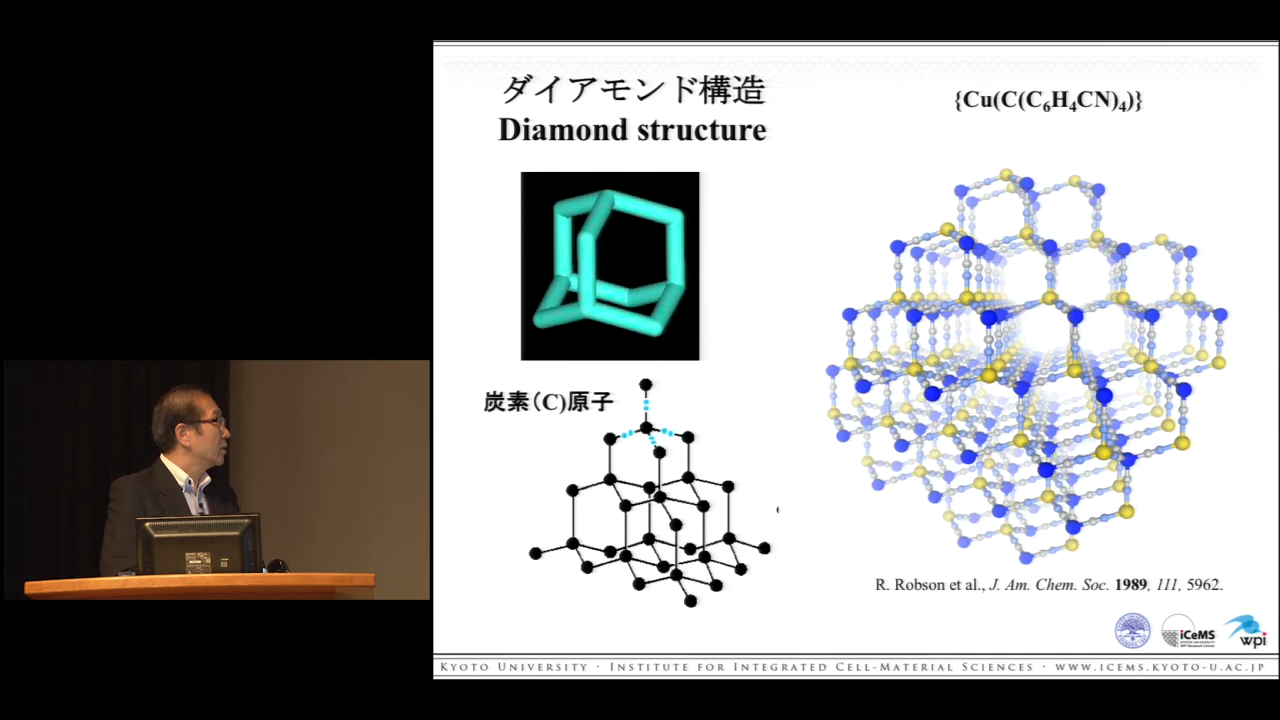 ダイアモンド構造
Diamond structure
{Cu(C(C₆H₄CN)₄)}
炭素(C)原子
R. Robson et al., J. Am. Chem. Soc. 1989, 111, 5962.
iCeMS
wpi
KYOTO UNIVERSITY · INSTITUTE FOR INTEGRATED CELL-MATERIAL SCIENCES · WWW.ICEMS.KYOTO-U.AC.JP